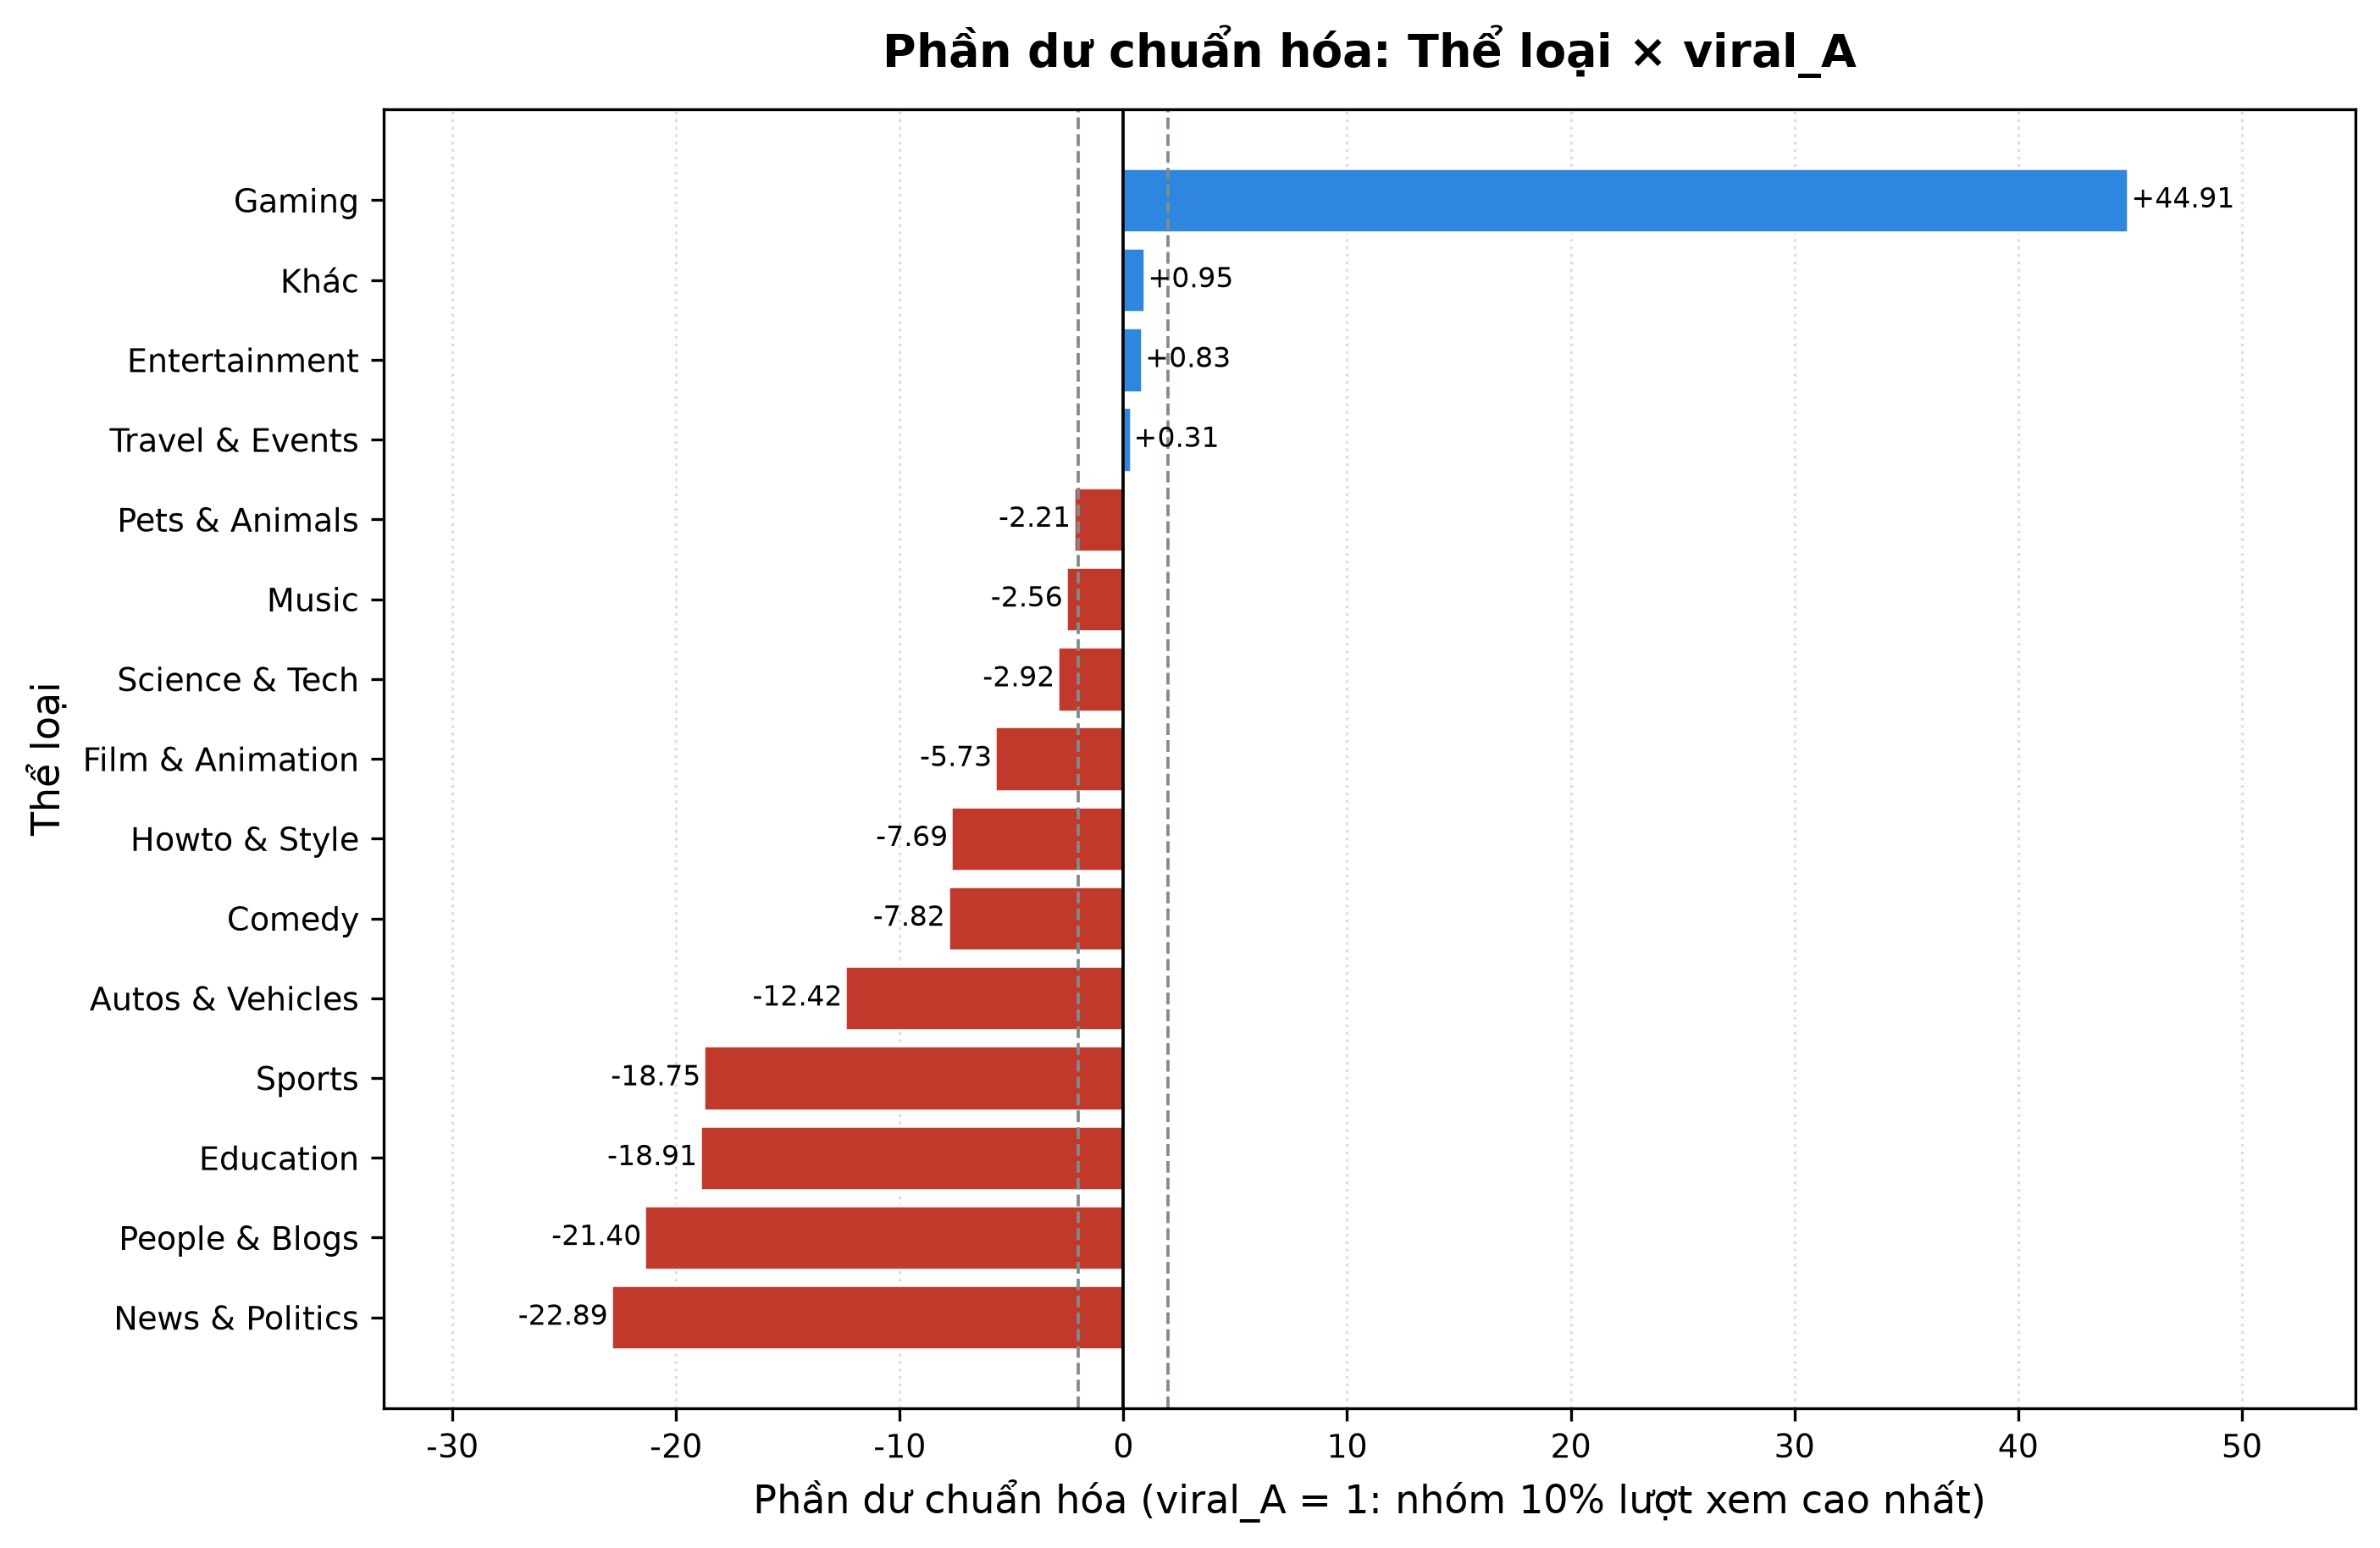 Phần dư chuẩn hóa: Thể loại × viral_A
Thể loại
Gaming
+44.91
Khác
+0.95
Entertainment
+0.83
Travel & Events
+0.31
Pets & Animals
-2.21
Music
-2.56
Science & Tech
-2.92
Film & Animation
-5.73
Howto & Style
-7.69
Comedy
-7.82
Autos & Vehicles
-12.42
Sports
-18.75
Education
-18.91
People & Blogs
-21.40
News & Politics
-22.89
-30 -20 -10 0 10 20 30 40 50
Phần dư chuẩn hóa (viral_A = 1: nhóm 10% lượt xem cao nhất)